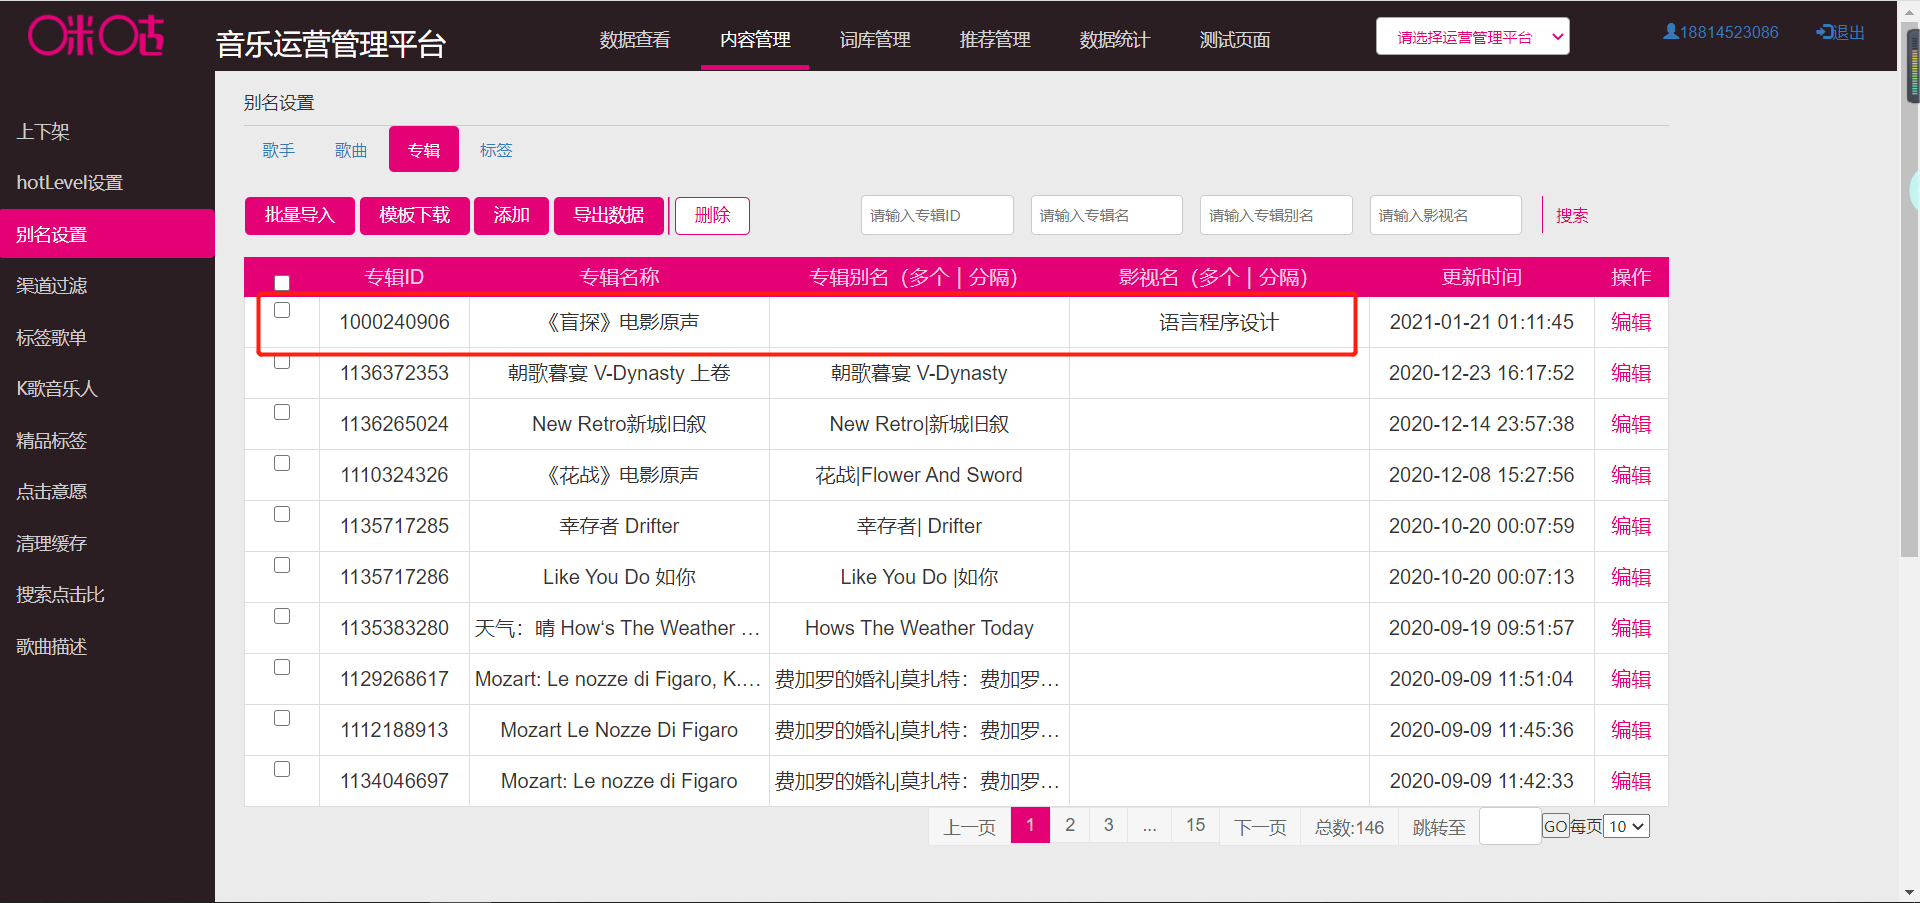 咪咕
音乐运营管理平台
数据查看
内容管理
词库管理
推荐管理
数据统计
测试页面
请选择运营管理平台
18814523086
退出
上下架
hotLevel设置
别名设置
渠道过滤
标签歌单
K歌音乐人
精品标签
点击意愿
清理缓存
搜索点击比
歌曲描述
别名设置
歌手 歌曲 专辑 标签
批量导入 模板下载 添加 导出数据 删除 请输入专辑ID 请输入专辑名 请输入专辑别名 请输入影视名 搜索
专辑ID 专辑名称 专辑别名（多个 | 分隔） 影视名（多个 | 分隔） 更新时间 操作
1000240906 《盲探》电影原声 语言程序设计 2021-01-21 01:11:45 编辑
1136372353 朝歌暮宴 V-Dynasty 上卷 朝歌暮宴 V-Dynasty 2020-12-23 16:17:52 编辑
1136265024 New Retro新城旧叙 New Retro|新城旧叙 2020-12-14 23:57:38 编辑
1110324326 《花战》电影原声 花战|Flower And Sword 2020-12-08 15:27:56 编辑
1135717285 幸存者 Drifter 幸存者| Drifter 2020-10-20 00:07:59 编辑
1135717286 Like You Do 如你 Like You Do |如你 2020-10-20 00:07:13 编辑
1135383280 天气：晴 How‘s The Weather … Hows The Weather Today 2020-09-19 09:51:57 编辑
1129268617 Mozart: Le nozze di Figaro, K.… 费加罗的婚礼|莫扎特：费加罗… 2020-09-09 11:51:04 编辑
1112188913 Mozart Le Nozze Di Figaro 费加罗的婚礼|莫扎特：费加罗… 2020-09-09 11:45:36 编辑
1134046697 Mozart: Le nozze di Figaro 费加罗的婚礼|莫扎特：费加罗… 2020-09-09 11:42:33 编辑
上一页 1 2 3 ... 15 下一页 总数:146 跳转至 GO 每页 10